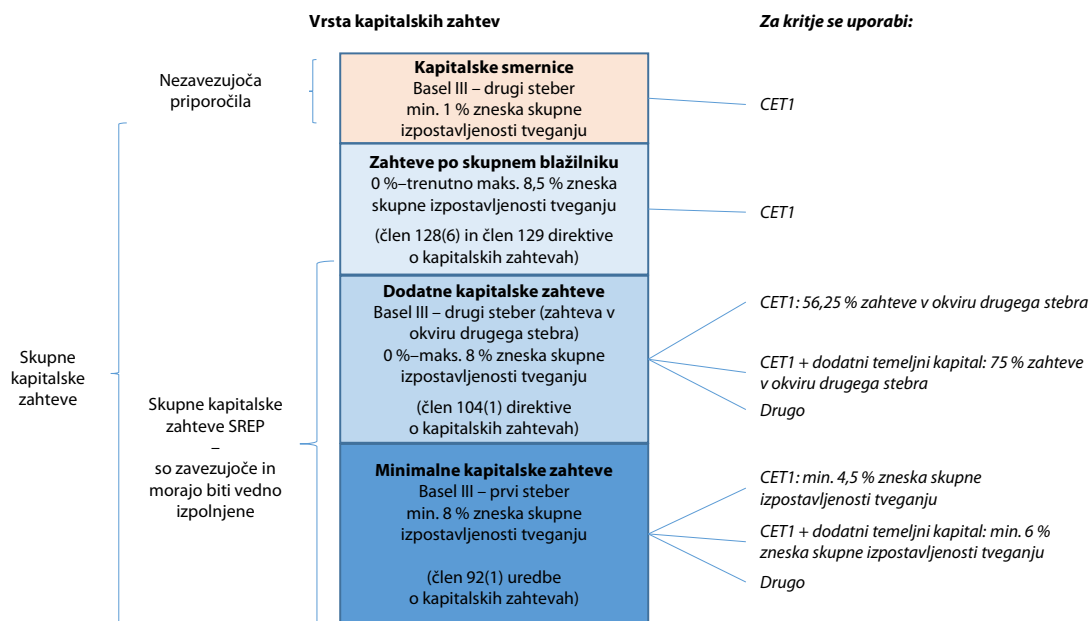 Vrsta kapitalskih zahtev
Za kritje se uporabi:
Nezavezujoča
priporočila
Kapitalske smernice
Basel III – drugi steber
min. 1 % zneska skupne
izpostavljenosti tveganju
CET1
Zahteve po skupnem blažilniku
0 %–trenutno maks. 8,5 % zneska
skupne izpostavljenosti tveganju
(člen 128(6) in člen 129 direktive
o kapitalskih zahtevah)
CET1
Skupne
kapitalske
zahteve
Skupne kapitalske
zahteve SREP
–
so zavezujoče in
morajo biti vedno
izpolnjene
Dodatne kapitalske zahteve
Basel III – drugi steber (zahteva v
okviru drugega stebra)
0 %–maks. 8 % zneska skupne
izpostavljenosti tveganju
(člen 104(1) direktive
o kapitalskih zahtevah)
CET1: 56,25 % zahteve v okviru drugega stebra
CET1 + dodatni temeljni kapital: 75 % zahteve
v okviru drugega stebra
Drugo
Minimalne kapitalske zahteve
Basel III – prvi steber
min. 8 % zneska skupne
izpostavljenosti tveganju
(člen 92(1) uredbe
o kapitalskih zahtevah)
CET1: min. 4,5 % zneska skupne
izpostavljenosti tveganju
CET1 + dodatni temeljni kapital: min. 6 %
zneska skupne izpostavljenosti tveganju
Drugo